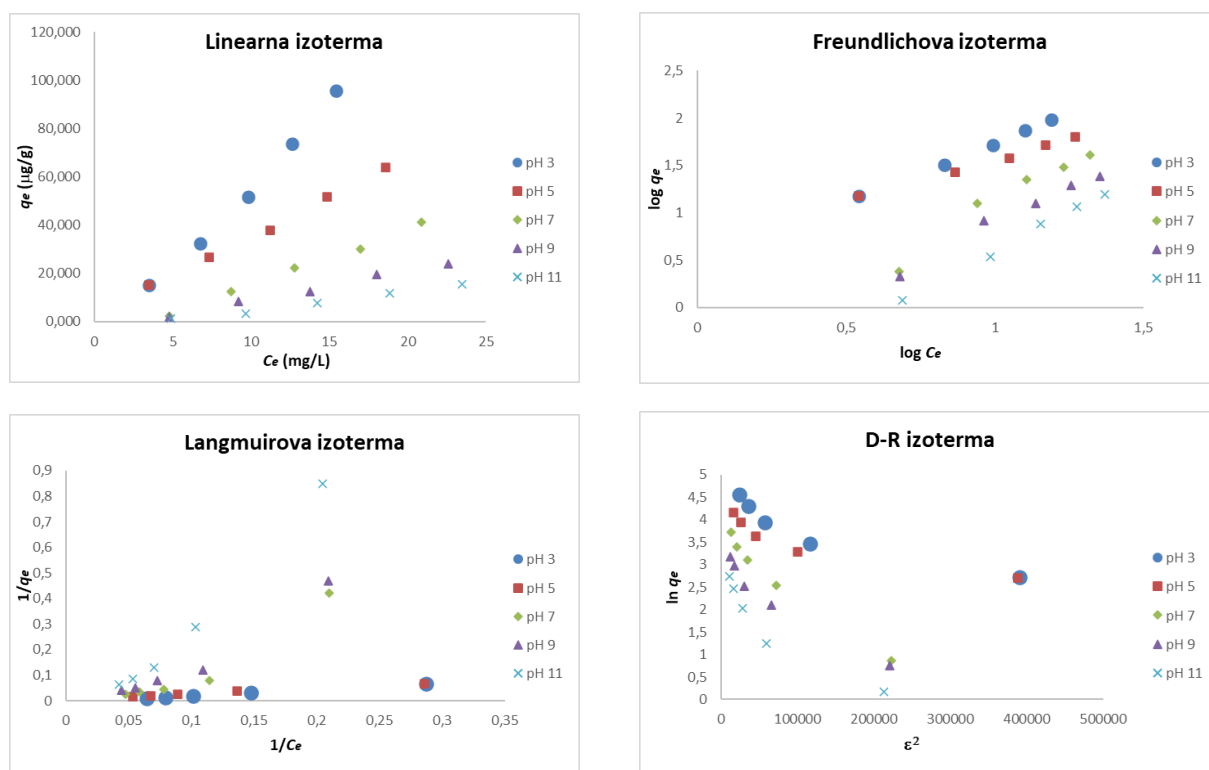 Linearna izoterma
120,000
100,000
80,000
60,000
40,000
20,000
0,000
qe (µg/g)
0 5 10 15 20 25
Ce (mg/L)
pH 3
pH 5
pH 7
pH 9
pH 11
Freundlichova izoterma
2,5
2
1,5
1
0,5
0
log qe
0 0,5 1 1,5
log Ce
pH 3
pH 5
pH 7
pH 9
pH 11
Langmuirova izoterma
0,9
0,8
0,7
0,6
0,5
0,4
0,3
0,2
0,1
0
1/qe
0 0,05 0,1 0,15 0,2 0,25 0,3 0,35
1/Ce
pH 3
pH 5
pH 7
pH 9
pH 11
D-R izoterma
5
4,5
4
3,5
3
2,5
2
1,5
1
0,5
0
ln qe
0 100000 200000 300000 400000 500000
ε²
pH 3
pH 5
pH 7
pH 9
pH 11